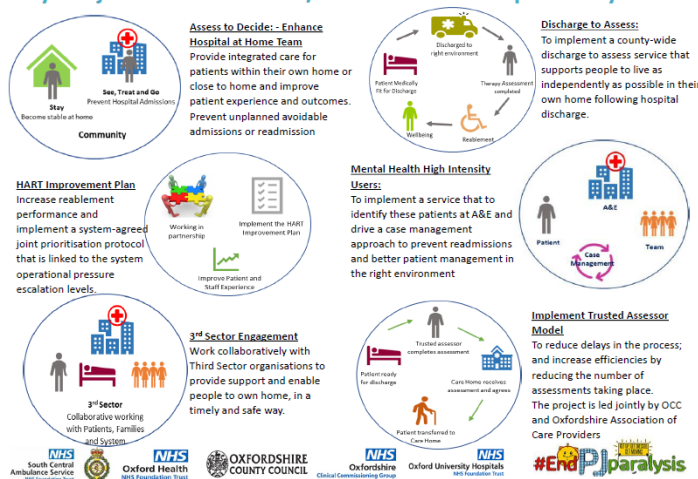 Assess to Decide: - Enhance
Hospital at Home Team
Provide integrated care for
patients within their own home or
close to home and improve
patient experience and outcomes.
Prevent unplanned avoidable
admissions or readmission
Stay
Become stable at home
See, Treat and Go
Prevent Hospital Admissions
Community
Discharged to
right environment
Patient Medically
Fit for Discharge
Therapy Assessment
completed
Wellbeing
Reablement
Discharge to Assess:
To implement a county-wide
discharge to assess service that
supports people to live as
independently as possible in their
own home following hospital
discharge.
HART Improvement Plan
Increase reablement
performance and
implement a system-agreed
joint prioritisation protocol
that is linked to the system
operational pressure
escalation levels.
Working in
partnership
Implement the HART
Improvement Plan
Improve Patient and
Staff Experience
Mental Health High Intensity
Users:
To implement a service that to
identify these patients at A&E and
drive a case management
approach to prevent readmissions
and better patient management in
the right environment
A&E
Patient
Team
Case
Management
3rd Sector
Collaborative working
with Patients, Families
and System
3rd Sector Engagement
Work collaboratively with
Third Sector organisations to
provide support and enable
people to own home, in a
timely and safe way.
Trusted assessor
completes assessment
Patient ready
for discharge
Care Home receives
assessment and agrees
Patient transferred to
Care Home
Implement Trusted Assessor
Model
To reduce delays in the process;
and increase efficiencies by
reducing the number of
assessments taking place.
The project is led jointly by OCC
and Oxfordshire Association of
Care Providers
NHS
South Central
Ambulance Service
NHS Foundation Trust
NHS
Oxford Health
NHS Foundation Trust
OXFORDSHIRE
COUNTY COUNCIL
NHS
Oxfordshire
Clinical Commissioning Group
NHS
Oxford University Hospitals
NHS Foundation Trust
#EndPJparalysis